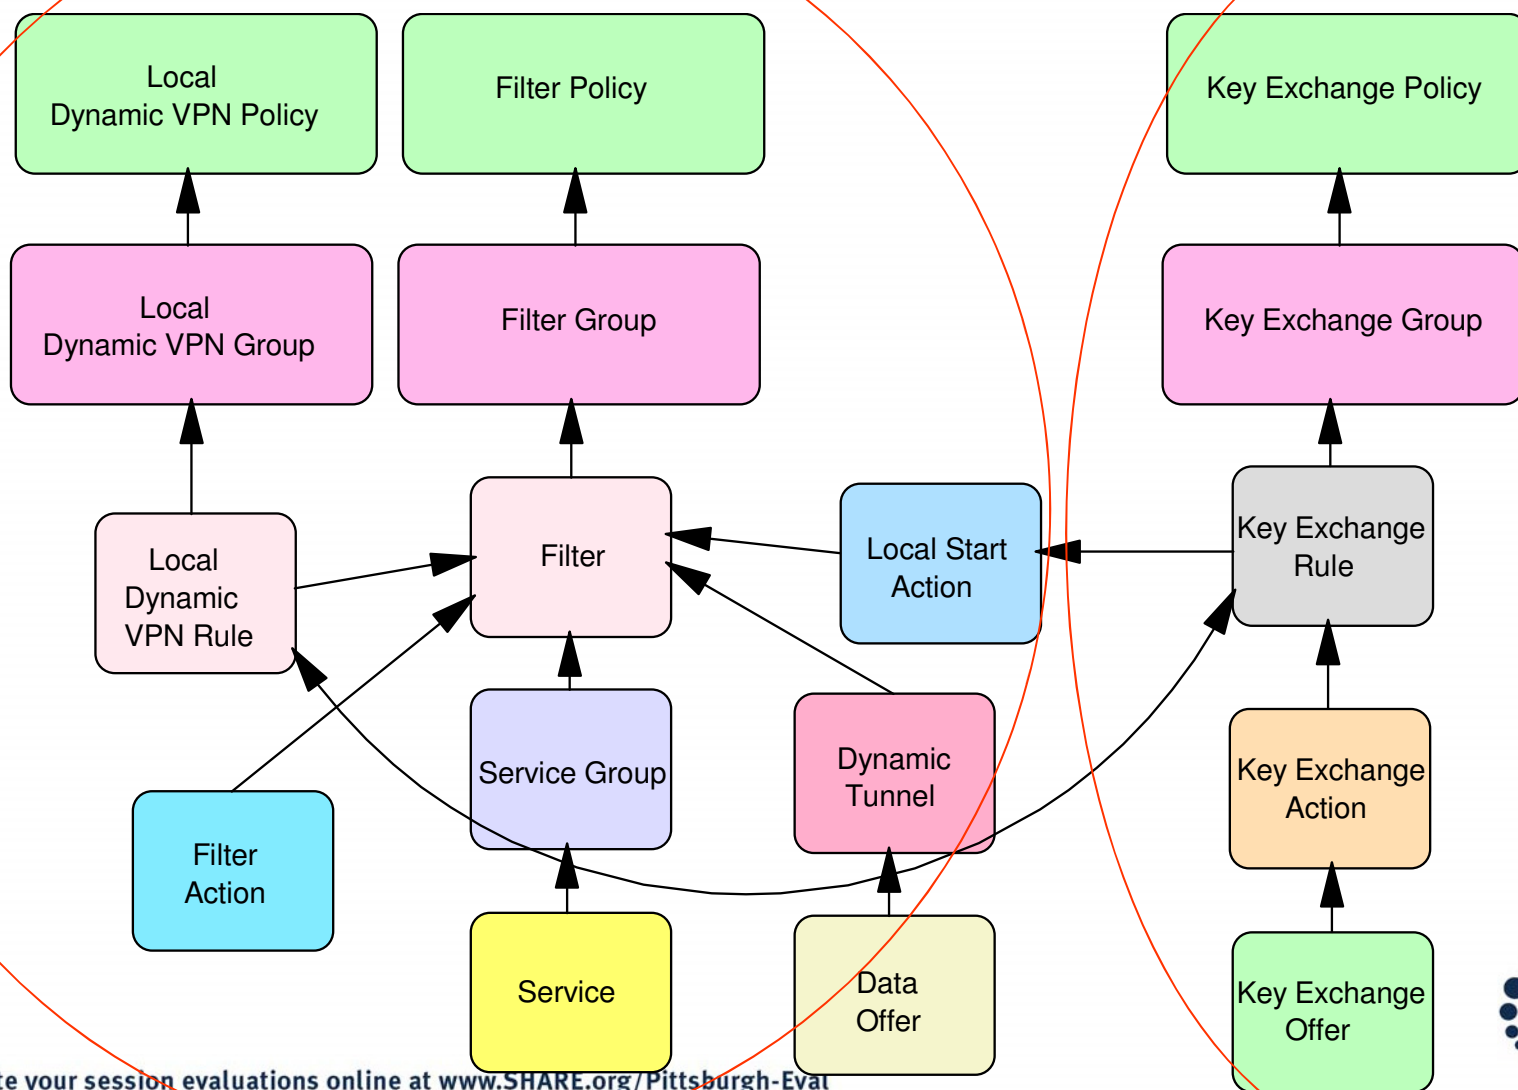 Local
Dynamic VPN Policy
Filter Policy
Key Exchange Policy
Local
Dynamic VPN Group
Filter Group
Key Exchange Group
Local
Dynamic
VPN Rule
Filter
Local Start
Action
Key Exchange
Rule
Filter
Action
Service Group
Dynamic
Tunnel
Key Exchange
Action
Service
Data
Offer
Key Exchange
Offer
te your session evaluations online at www.SHARE.org/Pittsburgh-Eval